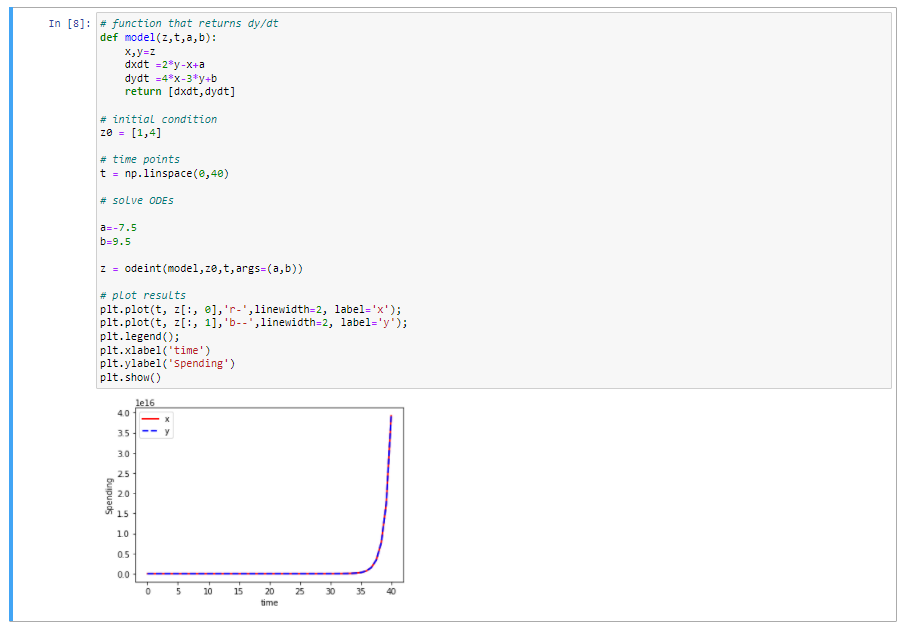 In [8]: # function that returns dy/dt
def model(z,t,a,b):
    x,y=z
    dxdt =2*y-x+a
    dydt =4*x-3*y+b
    return [dxdt,dydt]
# initial condition
z0 = [1,4]
# time points
t = np.linspace(0,40)
# solve ODEs
a=-7.5
b=9.5
z = odeint(model,z0,t,args=(a,b))
# plot results
plt.plot(t, z[:, 0],'r-',linewidth=2, label='x');
plt.plot(t, z[:, 1],'b--',linewidth=2, label='y');
plt.legend();
plt.xlabel('time')
plt.ylabel('Spending')
plt.show()
1e16
4.0
3.5
3.0
2.5
2.0
1.5
1.0
0.5
0.0
Spending
x
y
0 5 10 15 20 25 30 35 40
time